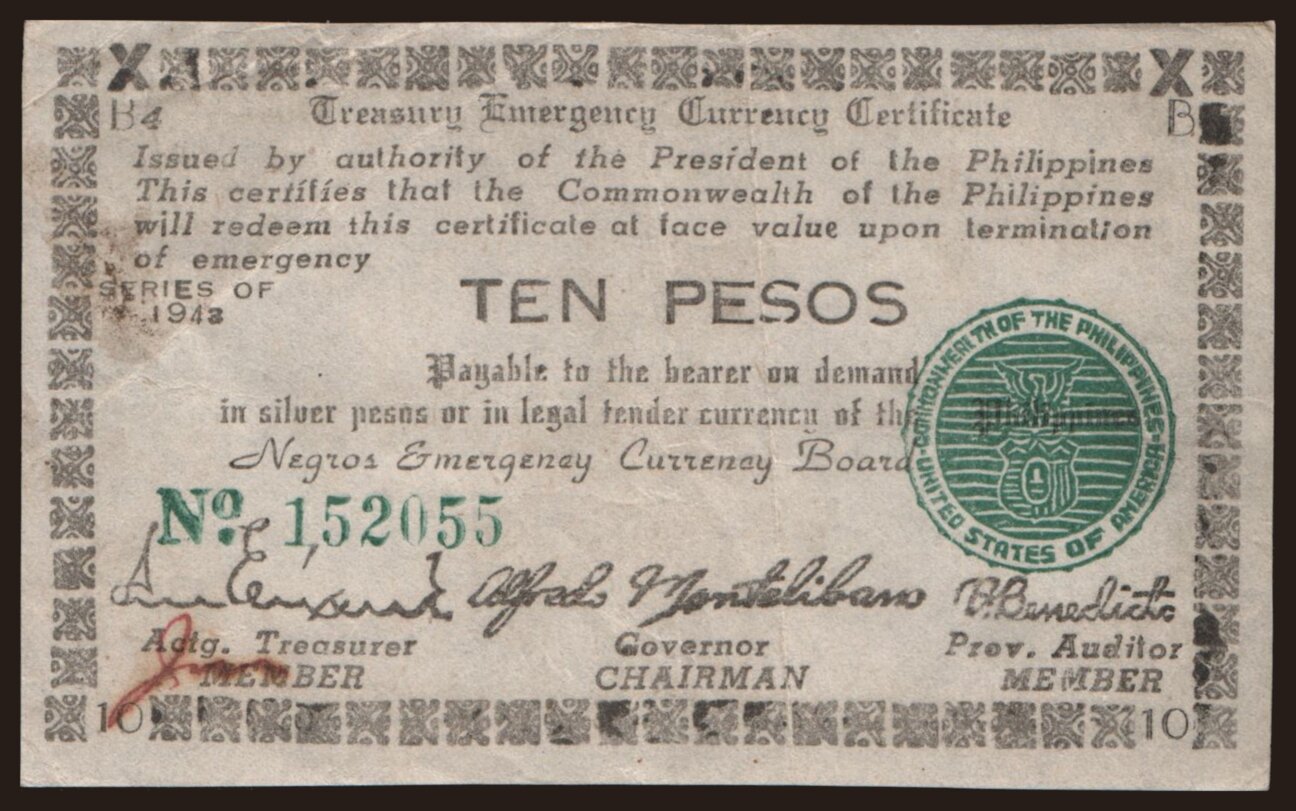 X X
B4 Treasury Emergency Currency Certificate B
Issued by authority of the President of the Philippines
This certifies that the Commonwealth of the Philippines
will redeem this certificate at face value upon termination
of emergency
SERIES OF
1943
TEN PESOS
COMMONWEALTH OF THE PHILIPPINES
UNITED STATES OF AMERICA
Payable to the bearer on demand
in silver pesos or in legal tender currency of the Philippines
Negros Emergency Currency Board
Nº 152055
Alfredo Montelibano B. Benedicto
Actg. Treasurer Governor Prov. Auditor
MEMBER CHAIRMAN MEMBER
10 10